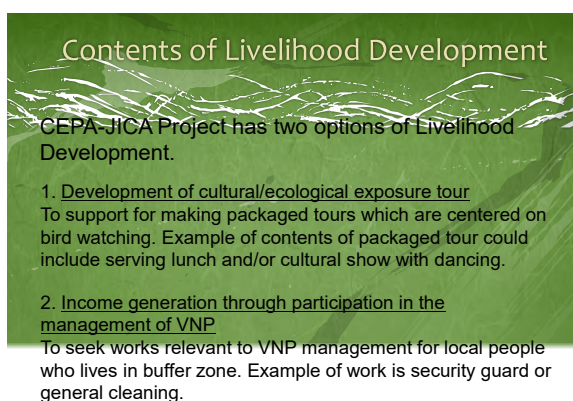 Contents of Livelihood Development
CEPA-JICA Project has two options of Livelihood
Development.
1. Development of cultural/ecological exposure tour
To support for making packaged tours which are centered on
bird watching. Example of contents of packaged tour could
include serving lunch and/or cultural show with dancing.
2. Income generation through participation in the
management of VNP
To seek works relevant to VNP management for local people
who lives in buffer zone. Example of work is security guard or
general cleaning.